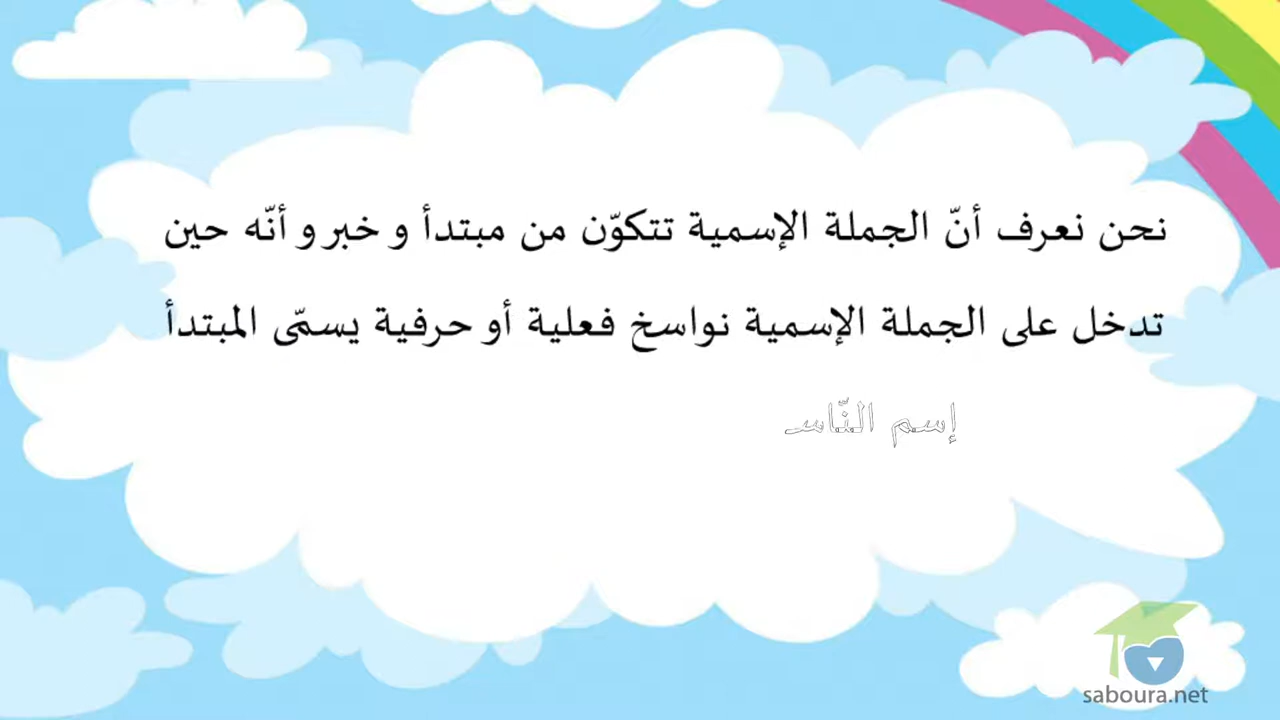 نحن نعرف أنّ الجملة الإسمية تتكوّن من مبتدأ و خبر و أنّه حين
تدخل على الجملة الإسمية نواسخ فعلية أو حرفية يسمّى المبتدأ
إسم النّاس
saboura.net